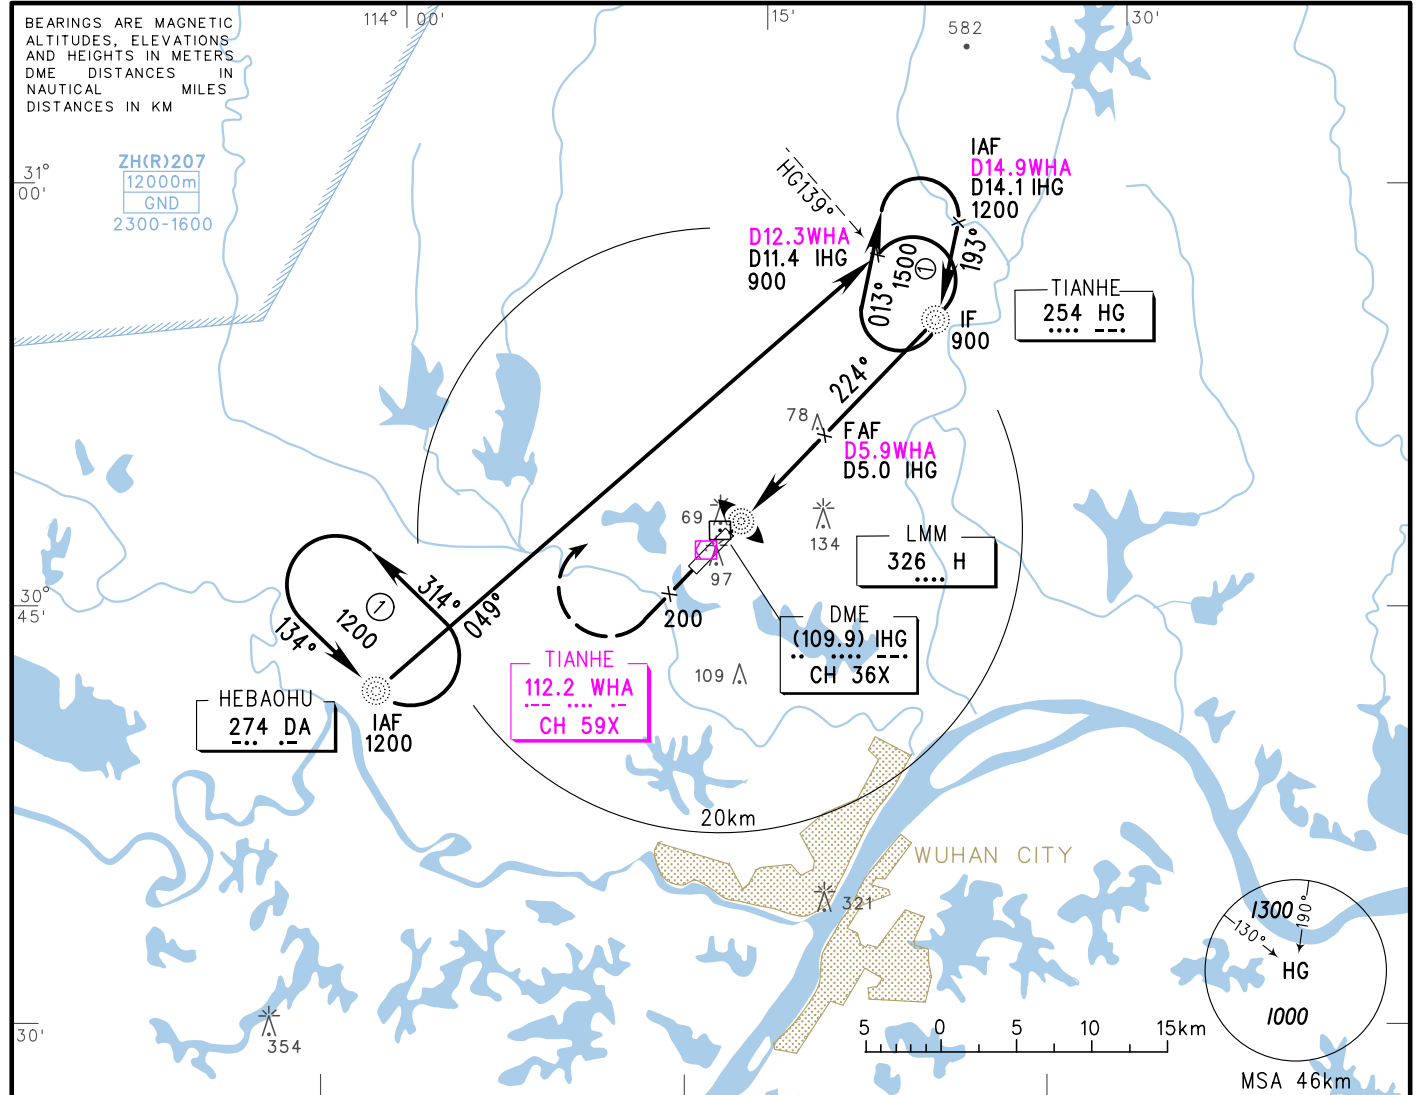 BEARINGS ARE MAGNETIC
ALTITUDES, ELEVATIONS
AND HEIGHTS IN METERS
DME DISTANCES IN
NAUTICAL MILES
DISTANCES IN KM
114° 00'
15'
30'
582
31°
00'
ZH(R)207
12000m
GND
2300-1600
HG139°
IAF
D14.9WHA
D14.1 IHG
1200
193°
D12.3WHA
D11.4 IHG
900
013°
1500
1
IF
900
TIANHE
254 HG
224°
78
FAF
D5.9WHA
D5.0 IHG
69
134
97
LMM
326 H
30°
45'
314°
049°
1
1200
134°
200
DME
(109.9) IHG
CH 36X
TIANHE
112.2 WHA
CH 59X
109
HEBAOHU
274 DA
IAF
1200
20km
WUHAN CITY
321
1300
130°
190°
HG
1000
MSA 46km
5 0 5 10 15km
30'
354